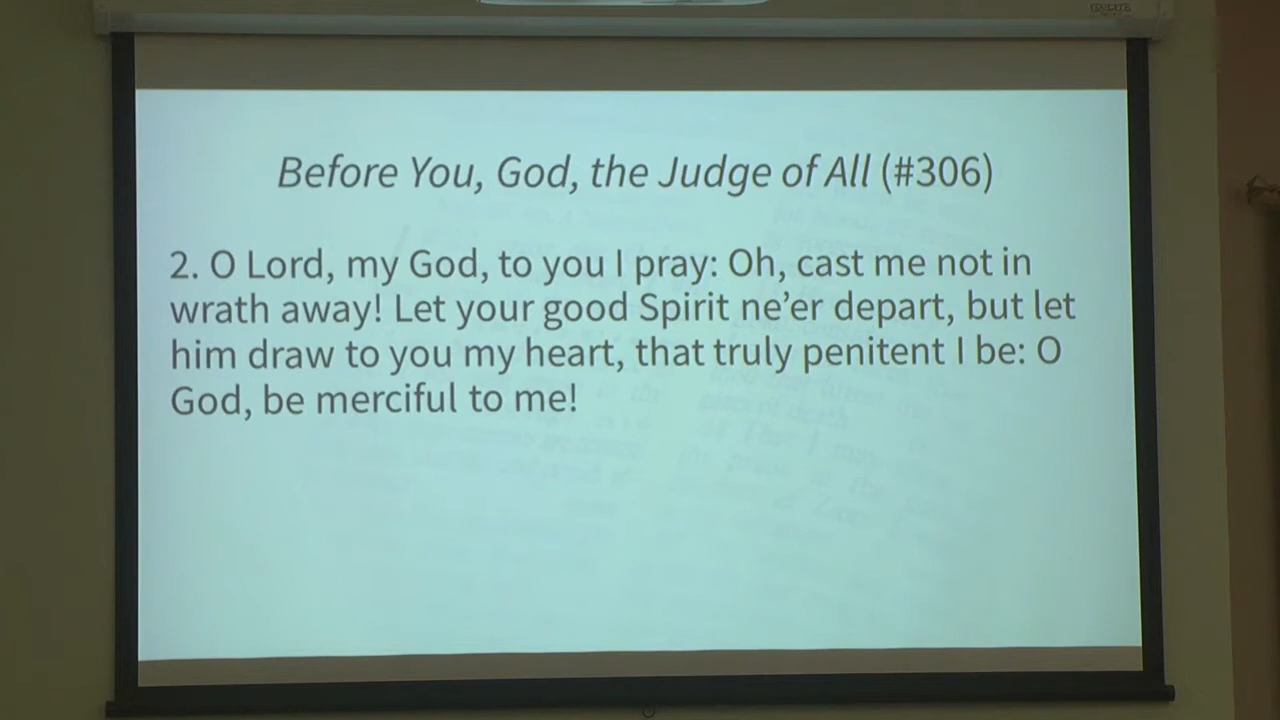 Before You, God, the Judge of All (#306)
2. O Lord, my God, to you I pray: Oh, cast me not in
wrath away! Let your good Spirit ne’er depart, but let
him draw to you my heart, that truly penitent I be: O
God, be merciful to me!